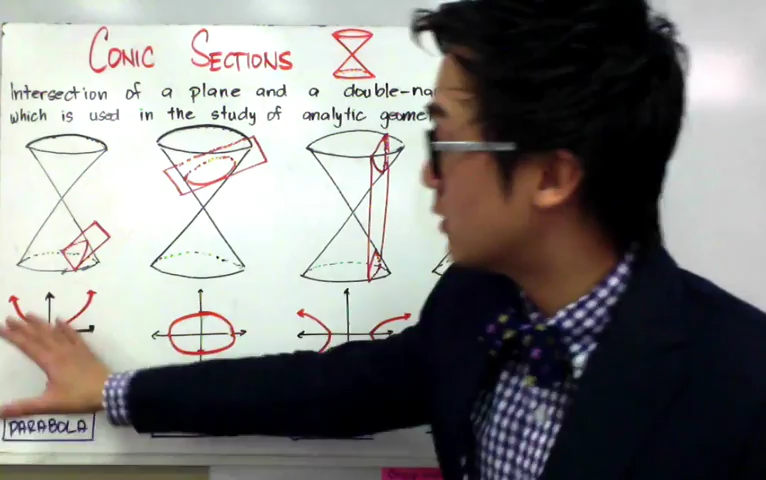 CONIC SECTIONS
Intersection of a plane and a double-na
which is used in the study of analytic geome
PARABOLA